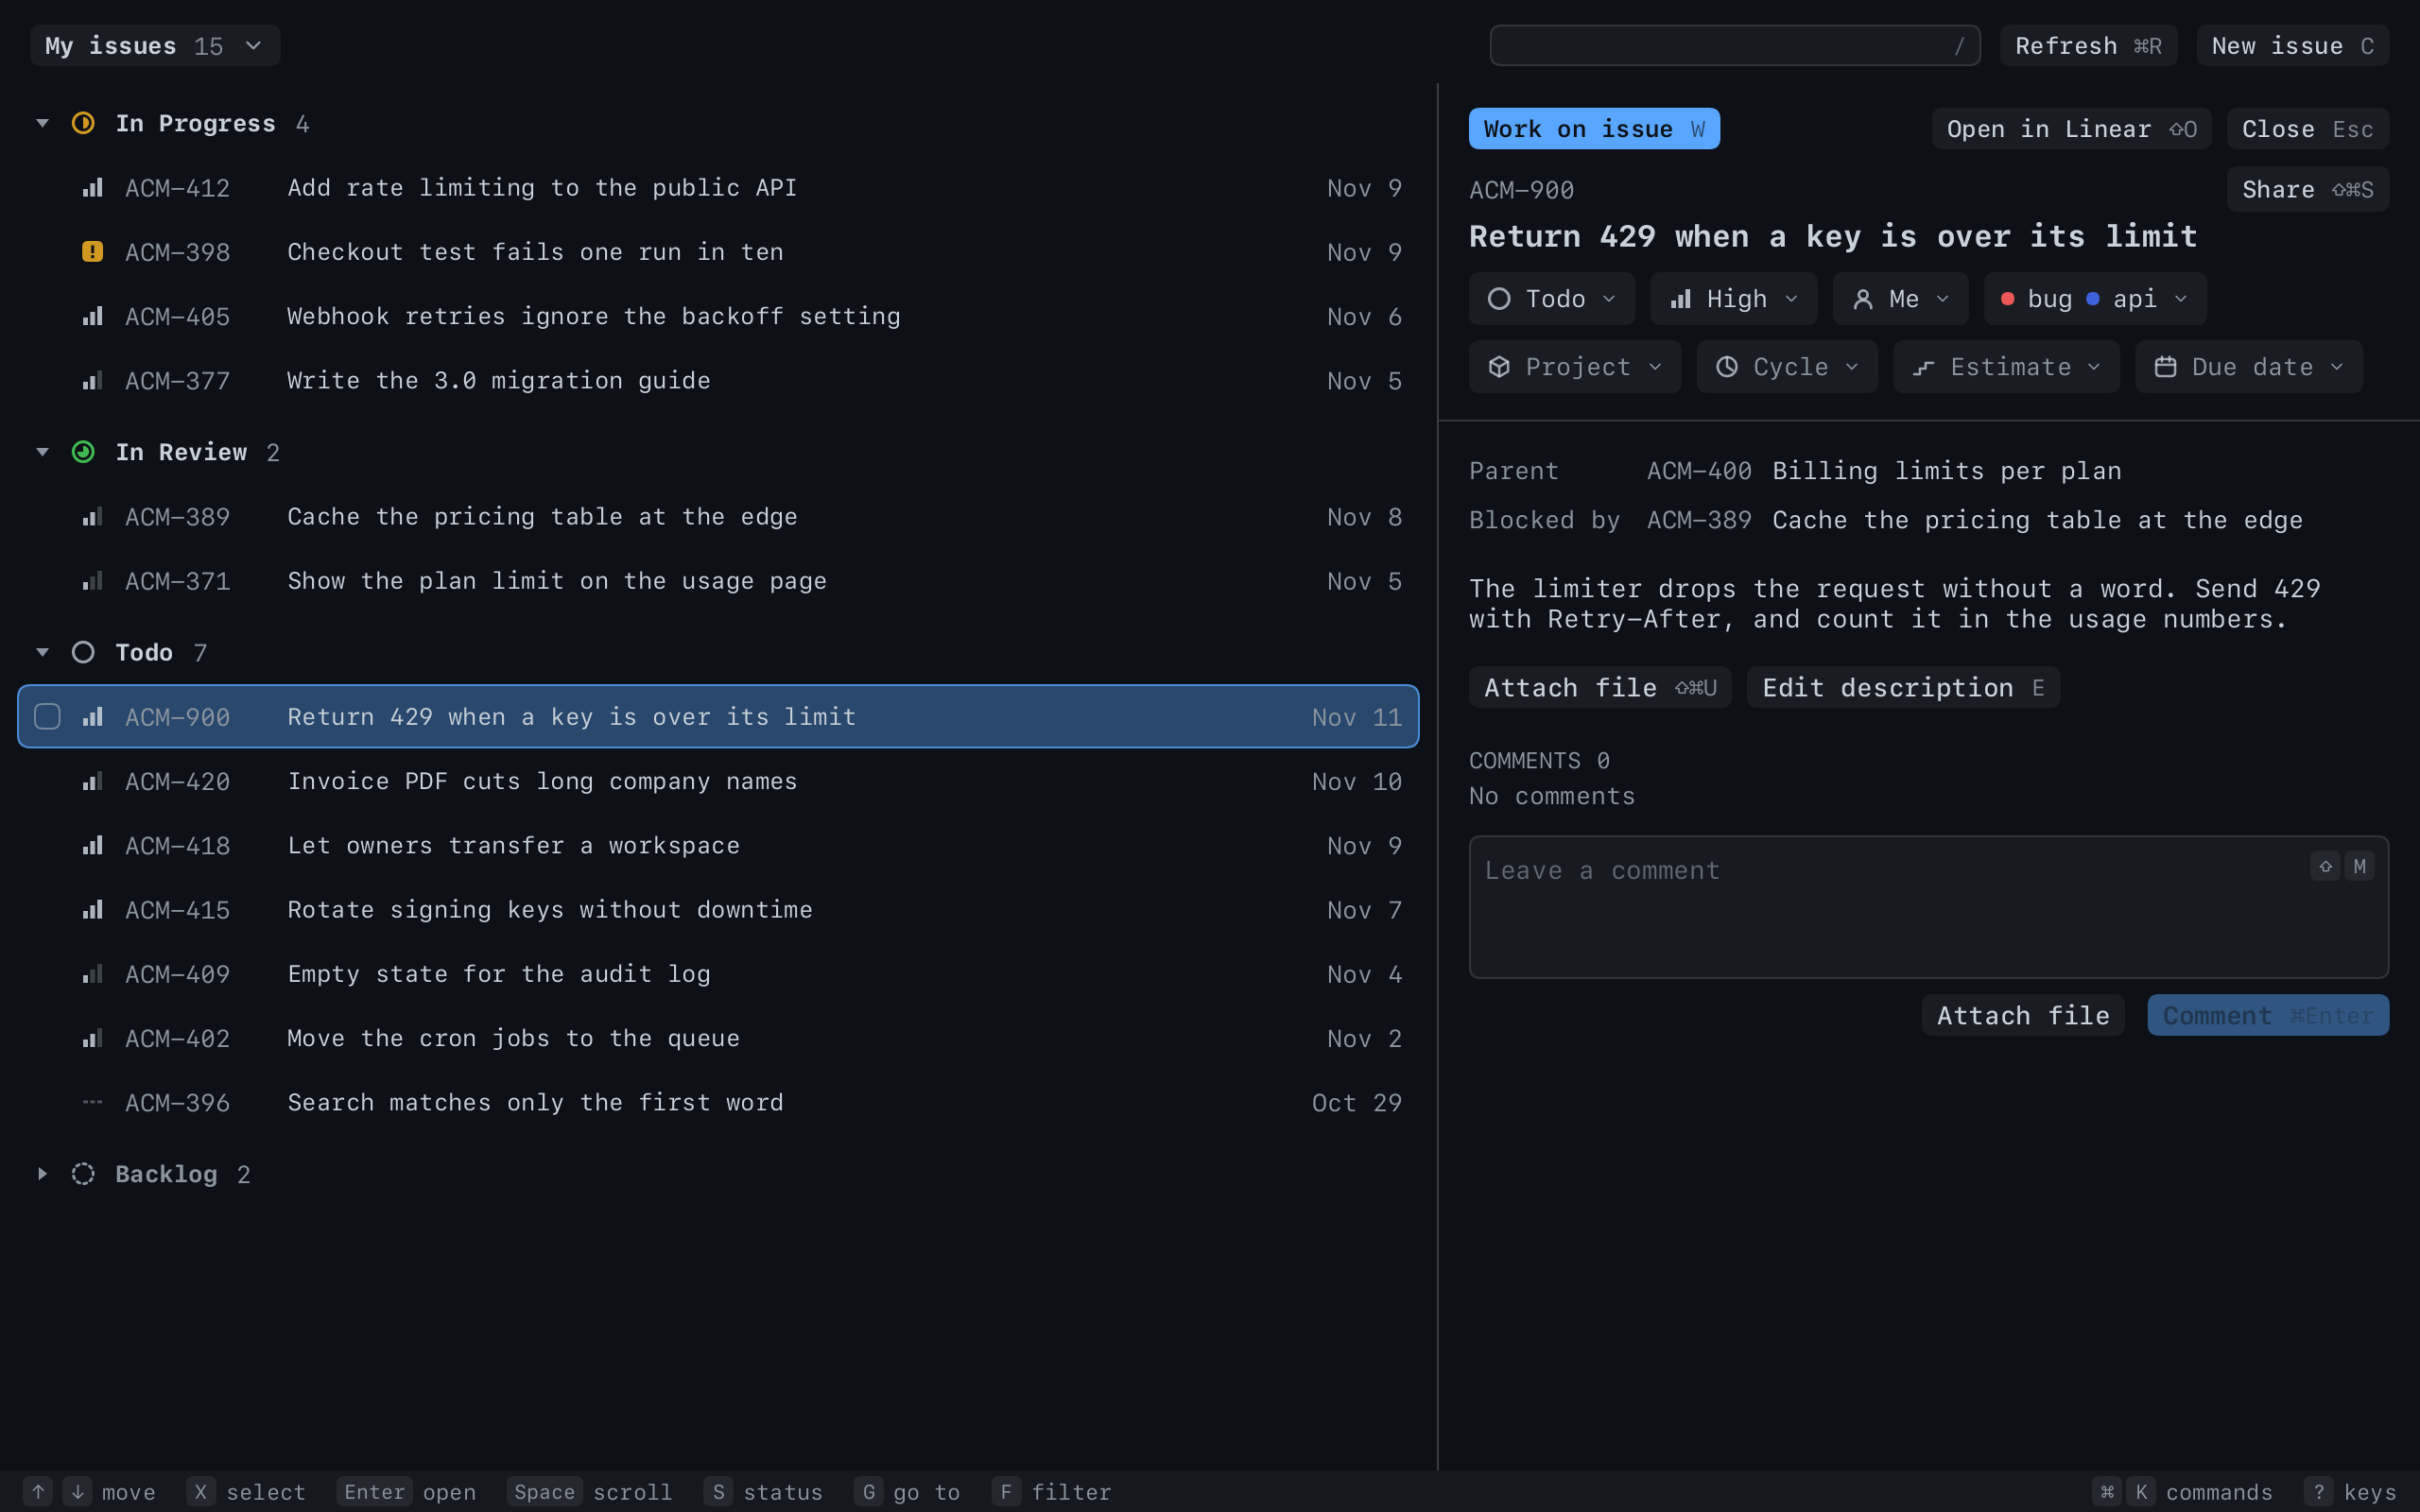 My issues 15
/
Refresh ⌘R
New issue C
In Progress 4
ACM-412 Add rate limiting to the public API Nov 9
ACM-398 Checkout test fails one run in ten Nov 9
ACM-405 Webhook retries ignore the backoff setting Nov 6
ACM-377 Write the 3.0 migration guide Nov 5
In Review 2
ACM-389 Cache the pricing table at the edge Nov 8
ACM-371 Show the plan limit on the usage page Nov 5
Todo 7
ACM-900 Return 429 when a key is over its limit Nov 11
ACM-420 Invoice PDF cuts long company names Nov 10
ACM-418 Let owners transfer a workspace Nov 9
ACM-415 Rotate signing keys without downtime Nov 7
ACM-409 Empty state for the audit log Nov 4
ACM-402 Move the cron jobs to the queue Nov 2
ACM-396 Search matches only the first word Oct 29
Backlog 2
Work on issue W
Open in Linear ⇧O
Close Esc
ACM-900
Share ⇧⌘S
Return 429 when a key is over its limit
Todo High Me bug api
Project Cycle Estimate Due date
Parent ACM-400 Billing limits per plan
Blocked by ACM-389 Cache the pricing table at the edge
The limiter drops the request without a word. Send 429
with Retry-After, and count it in the usage numbers.
Attach file ⇧⌘U
Edit description E
COMMENTS 0
No comments
Leave a comment ⇧ M
Attach file
Comment ⌘Enter
↑ ↓ move X select Enter open Space scroll S status G go to F filter
⌘ K commands ? keys